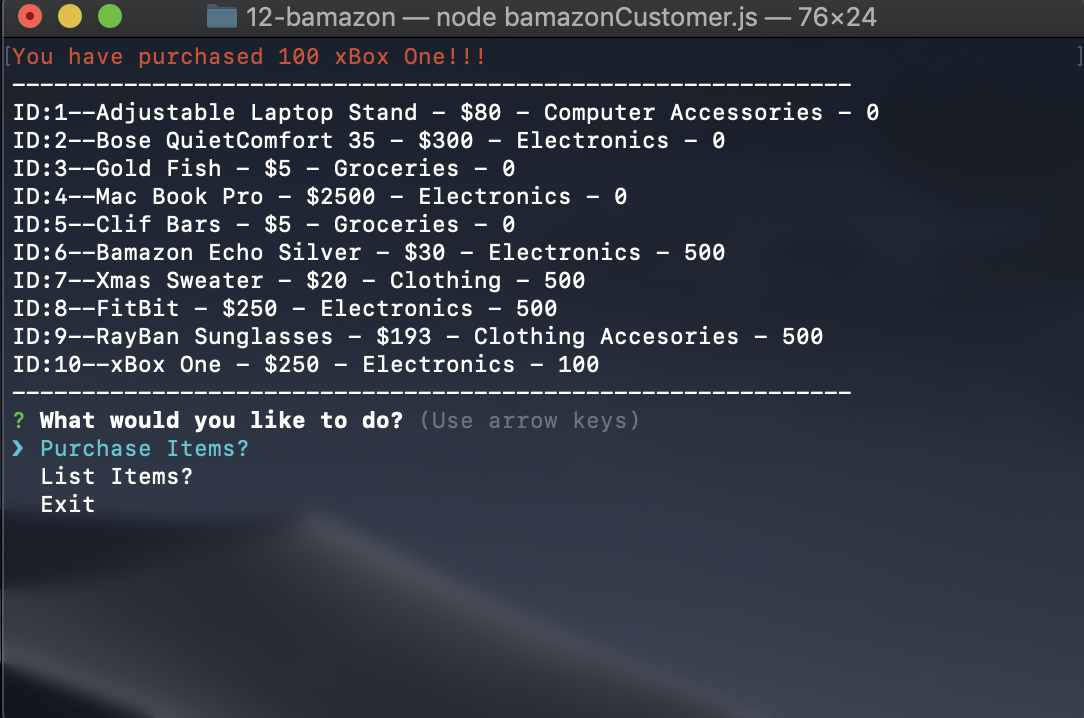 12-bamazon — node bamazonCustomer.js — 76×24
[You have purchased 100 xBox One!!! ]
————————————————————————————————————————————————————————————
ID:1——Adjustable Laptop Stand — $80 — Computer Accessories — 0
ID:2——Bose QuietComfort 35 — $300 — Electronics — 0
ID:3——Gold Fish — $5 — Groceries — 0
ID:4——Mac Book Pro — $2500 — Electronics — 0
ID:5——Clif Bars — $5 — Groceries — 0
ID:6——Bamazon Echo Silver — $30 — Electronics — 500
ID:7——Xmas Sweater — $20 — Clothing — 500
ID:8——FitBit — $250 — Electronics — 500
ID:9——RayBan Sunglasses — $193 — Clothing Accesories — 500
ID:10——xBox One — $250 — Electronics — 100
————————————————————————————————————————————————————————————
? What would you like to do? (Use arrow keys)
❯ Purchase Items?
List Items?
Exit